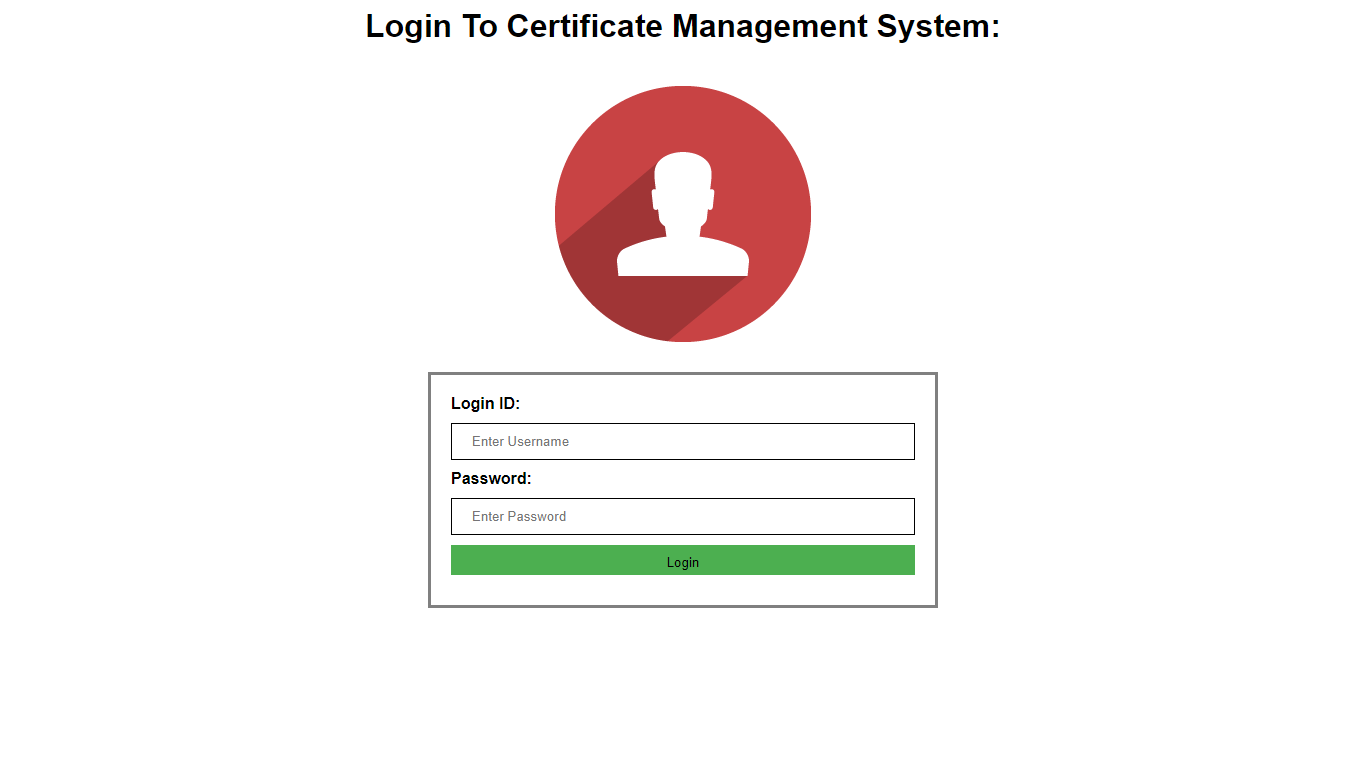 Login To Certificate Management System:
Login ID:
Enter Username
Password:
Enter Password
Login